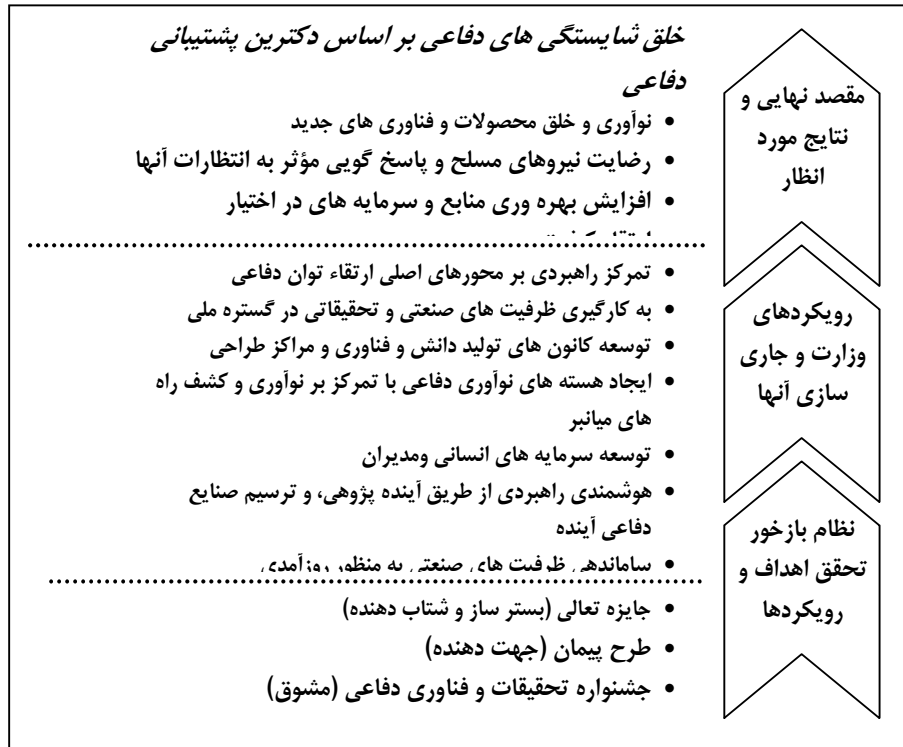 خلق شایستگی های دفاعی بر اساس دکترین پشتیبانی
دفاعی
• نوآوری و خلق محصولات و فناوری های جدید
• رضایت نیروهای مسلح و پاسخ گویی مؤثر به انتظارات آنها
• افزایش بهره وری منابع و سرمایه های در اختیار
مقصد نهایی و
نتایج مورد
انظار
• تمرکز راهبردی بر محورهای اصلی ارتقاء توان دفاعی
• به کارگیری ظرفیت های صنعتی و تحقیقاتی در گستره ملی
• توسعه کانون های تولید دانش و فناوری و مراکز طراحی
• ایجاد هسته های نوآوری دفاعی با تمرکز بر نوآوری و کشف راه
های میانبر
• توسعه سرمایه های انسانی ومدیران
• هوشمندی راهبردی از طریق آینده پژوهی، و ترسیم صنایع
دفاعی آینده
• ساماندهی ظرفیت های صنعتی به منظور روزآمدی
رویکردهای
وزارت و جاری
سازی آنها
• جایزه تعالی (بستر ساز و شتاب دهنده)
• طرح پیمان (جهت دهنده)
• جشنواره تحقیقات و فناوری دفاعی (مشوق)
نظام بازخور
تحقق اهداف و
رویکردها